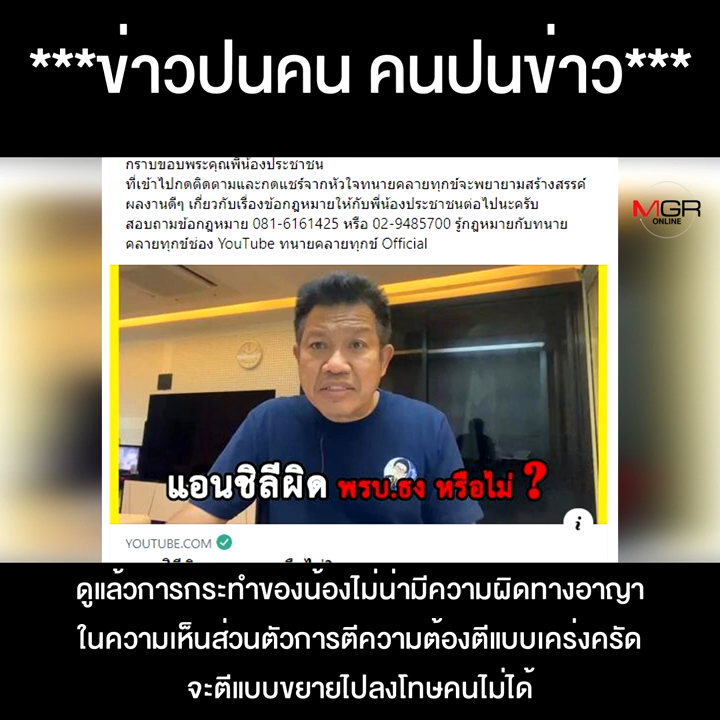 ***ข่าวปนคน คนปนข่าว***
กราบขอบพระคุณพี่น้องประชาชน
ที่เข้าไปกดติดตามและกดแชร์จากหัวใจทนายคลายทุกข์จะพยายามสร้างสรรค์
ผลงานดีๆ เกี่ยวกับเรื่องข้อกฎหมายให้กับพี่น้องประชาชนต่อไปนะครับ
สอบถามข้อกฎหมาย 081-6161425 หรือ 02-9485700 รู้กฎหมายกับทนาย
คลายทุกข์ช่อง YouTube ทนายคลายทุกข์ Official
MGR
ONLINE
แอนชิลีผิด พรบ.ธง หรือไม่ ?
i
YOUTUBE.COM
ดูแล้วการกระทำของน้องไม่น่ามีความผิดทางอาญา
ในความเห็นส่วนตัวการตีความต้องตีแบบเคร่งครัด
จะตีแบบขยายไปลงโทษคนไม่ได้